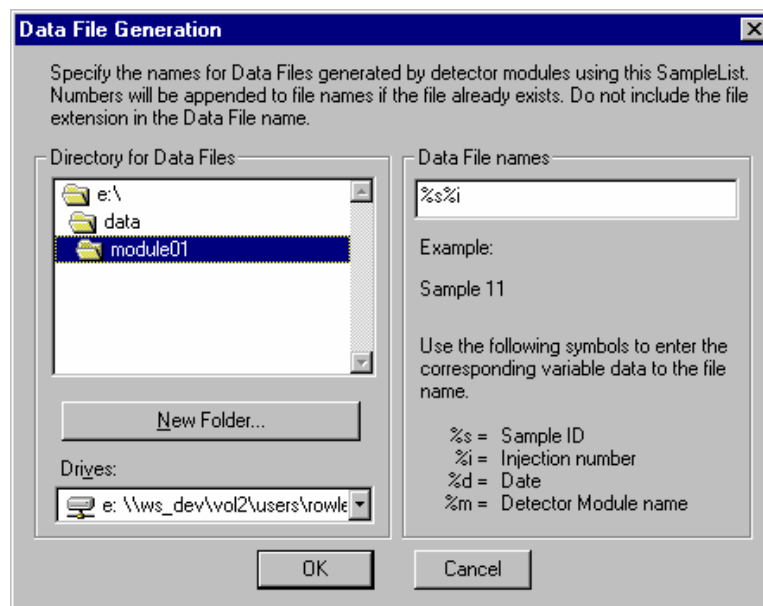 Data File Generation
Specify the names for Data Files generated by detector modules using this SampleList.
Numbers will be appended to file names if the file already exists. Do not include the file
extension in the Data File name.
Directory for Data Files
e:\
data
module01
New Folder...
Drives:
e: \\ws_dev\vol2\users\rowle
Data File names
%s%i
Example:
Sample 11
Use the following symbols to enter the
corresponding variable data to the file
name.
%s = Sample ID
%i = Injection number
%d = Date
%m = Detector Module name
OK
Cancel